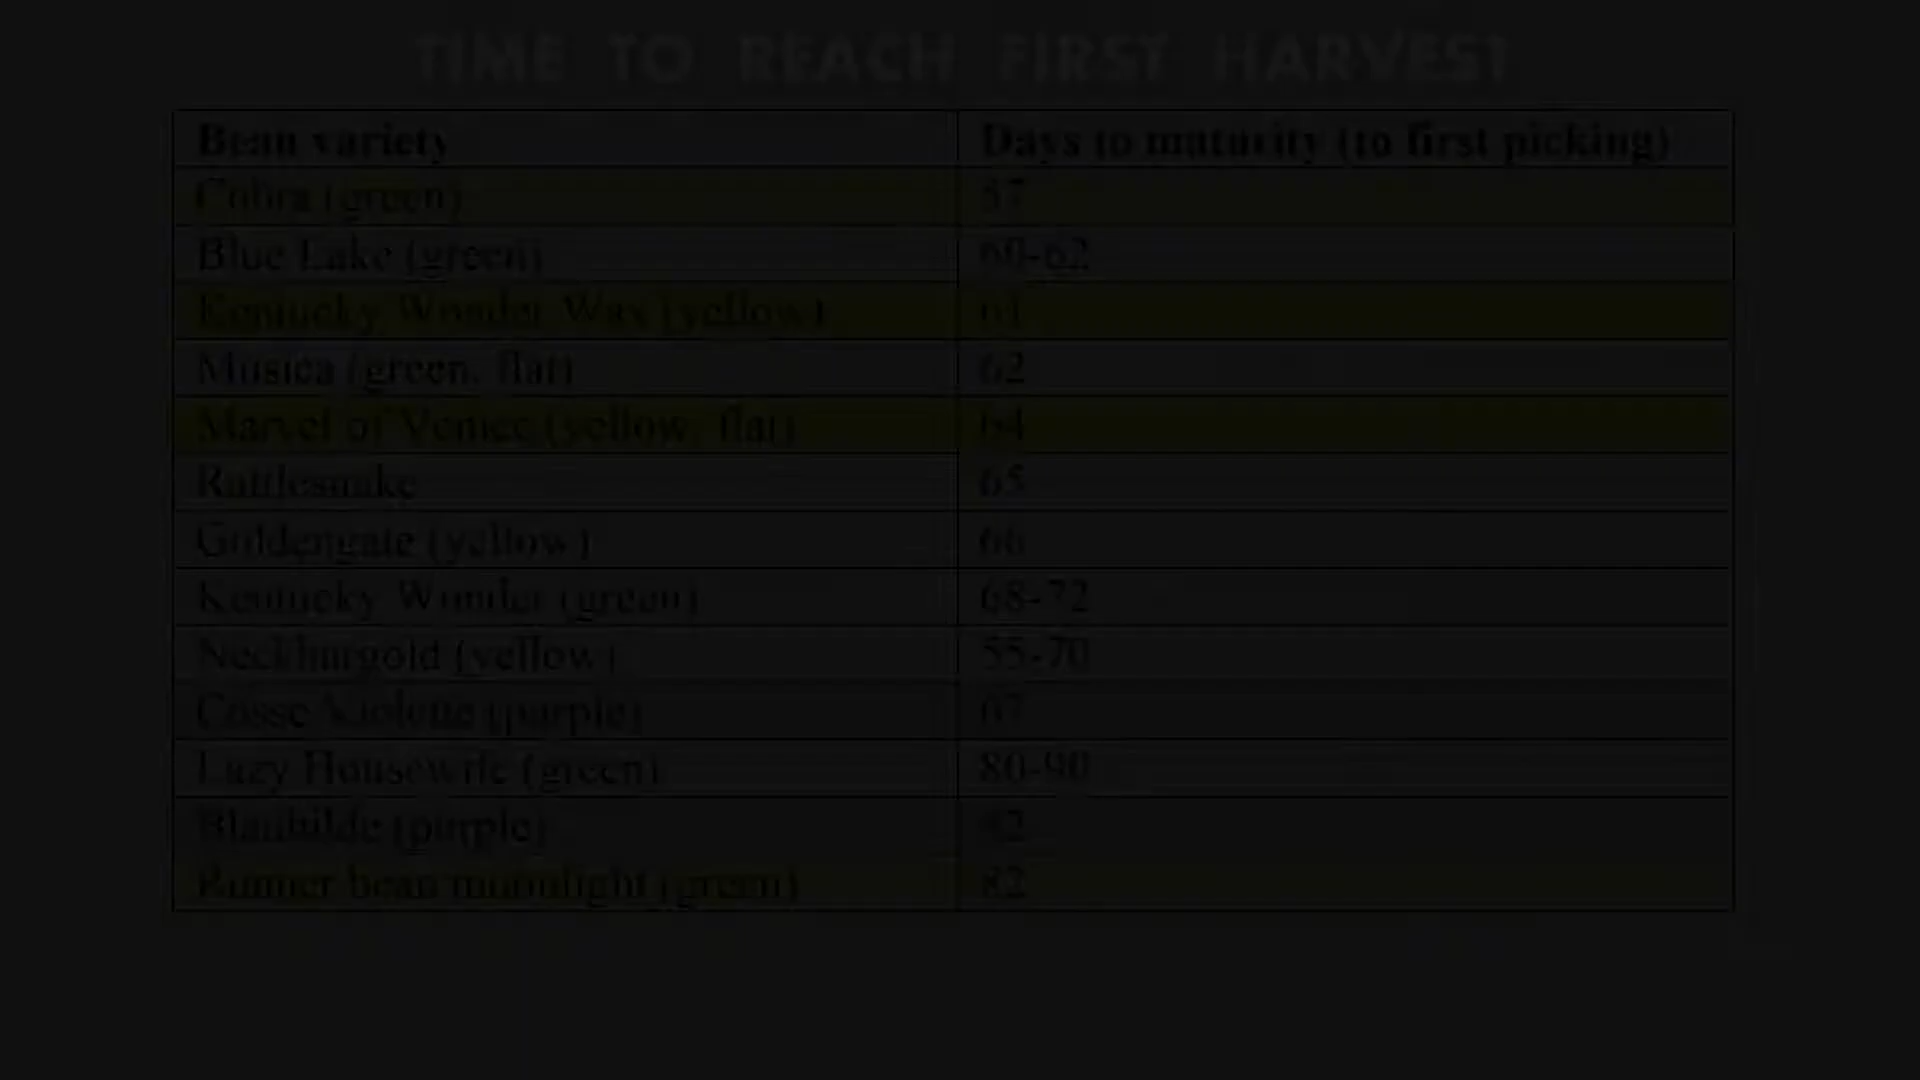 TIME TO REACH FIRST HARVEST
Bean variety Days to maturity (to first picking)
Cobra (green) 57
Blue Lake (green) 60-62
Kentucky Wonder Wax (yellow) 61
Musica (green, flat) 62
Marvel of Venice (yellow, flat) 64
Rattlesnake 65
Goldengate (yellow) 66
Kentucky Wonder (green) 68-72
Neckhurgold (yellow) 55-70
Cosse Violette (purple)
Lazy Housewife (green) 80-90
Blauhilde (purple) 82
Runner bean moonlight (green) 82